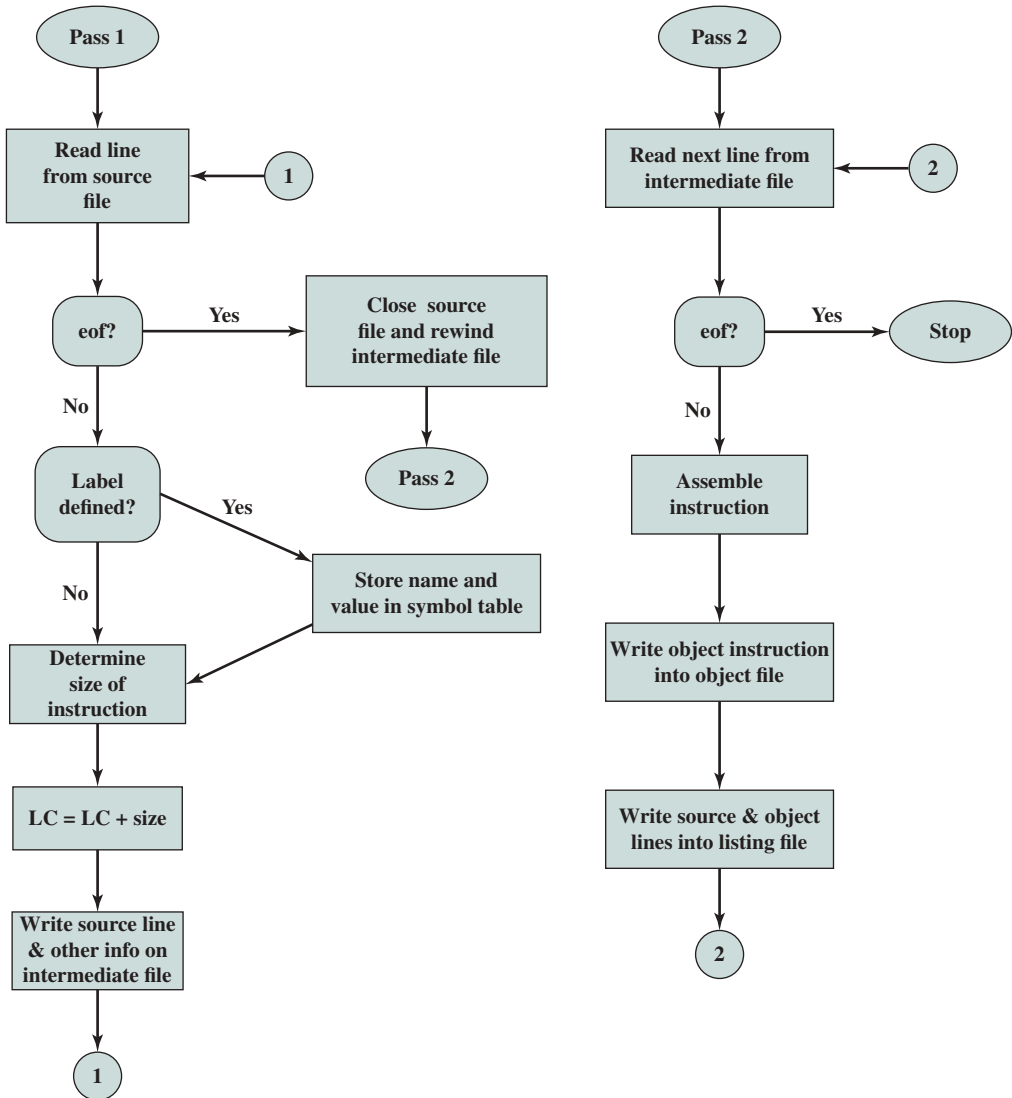 Pass 1
Read line
from source
file
1
eof?
Yes
Close source
file and rewind
intermediate file
No
Pass 2
Label
defined?
Yes
Store name and
value in symbol table
No
Determine
size of
instruction
LC = LC + size
Write source line
& other info on
intermediate file
1
Pass 2
Read next line from
intermediate file
2
eof?
Yes
Stop
No
Assemble
instruction
Write object instruction
into object file
Write source & object
lines into listing file
2